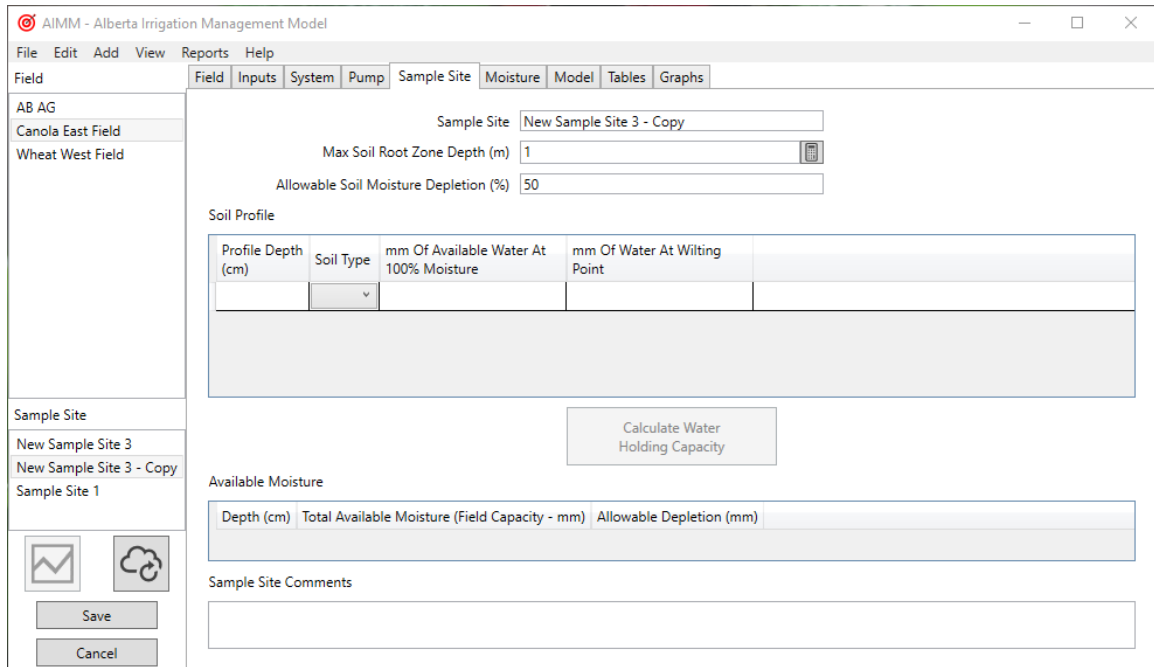 AIMM - Alberta Irrigation Management Model
File Edit Add View Reports Help
Field
AB AG
Canola East Field
Wheat West Field
Sample Site
New Sample Site 3
New Sample Site 3 - Copy
Sample Site 1
Save
Cancel
Field Inputs System Pump Sample Site Moisture Model Tables Graphs
Sample Site New Sample Site 3 - Copy
Max Soil Root Zone Depth (m) 1
Allowable Soil Moisture Depletion (%) 50
Soil Profile
Profile Depth
(cm)
Soil Type
mm Of Available Water At
100% Moisture
mm Of Water At Wilting
Point
Calculate Water
Holding Capacity
Available Moisture
Depth (cm) Total Available Moisture (Field Capacity - mm) Allowable Depletion (mm)
Sample Site Comments